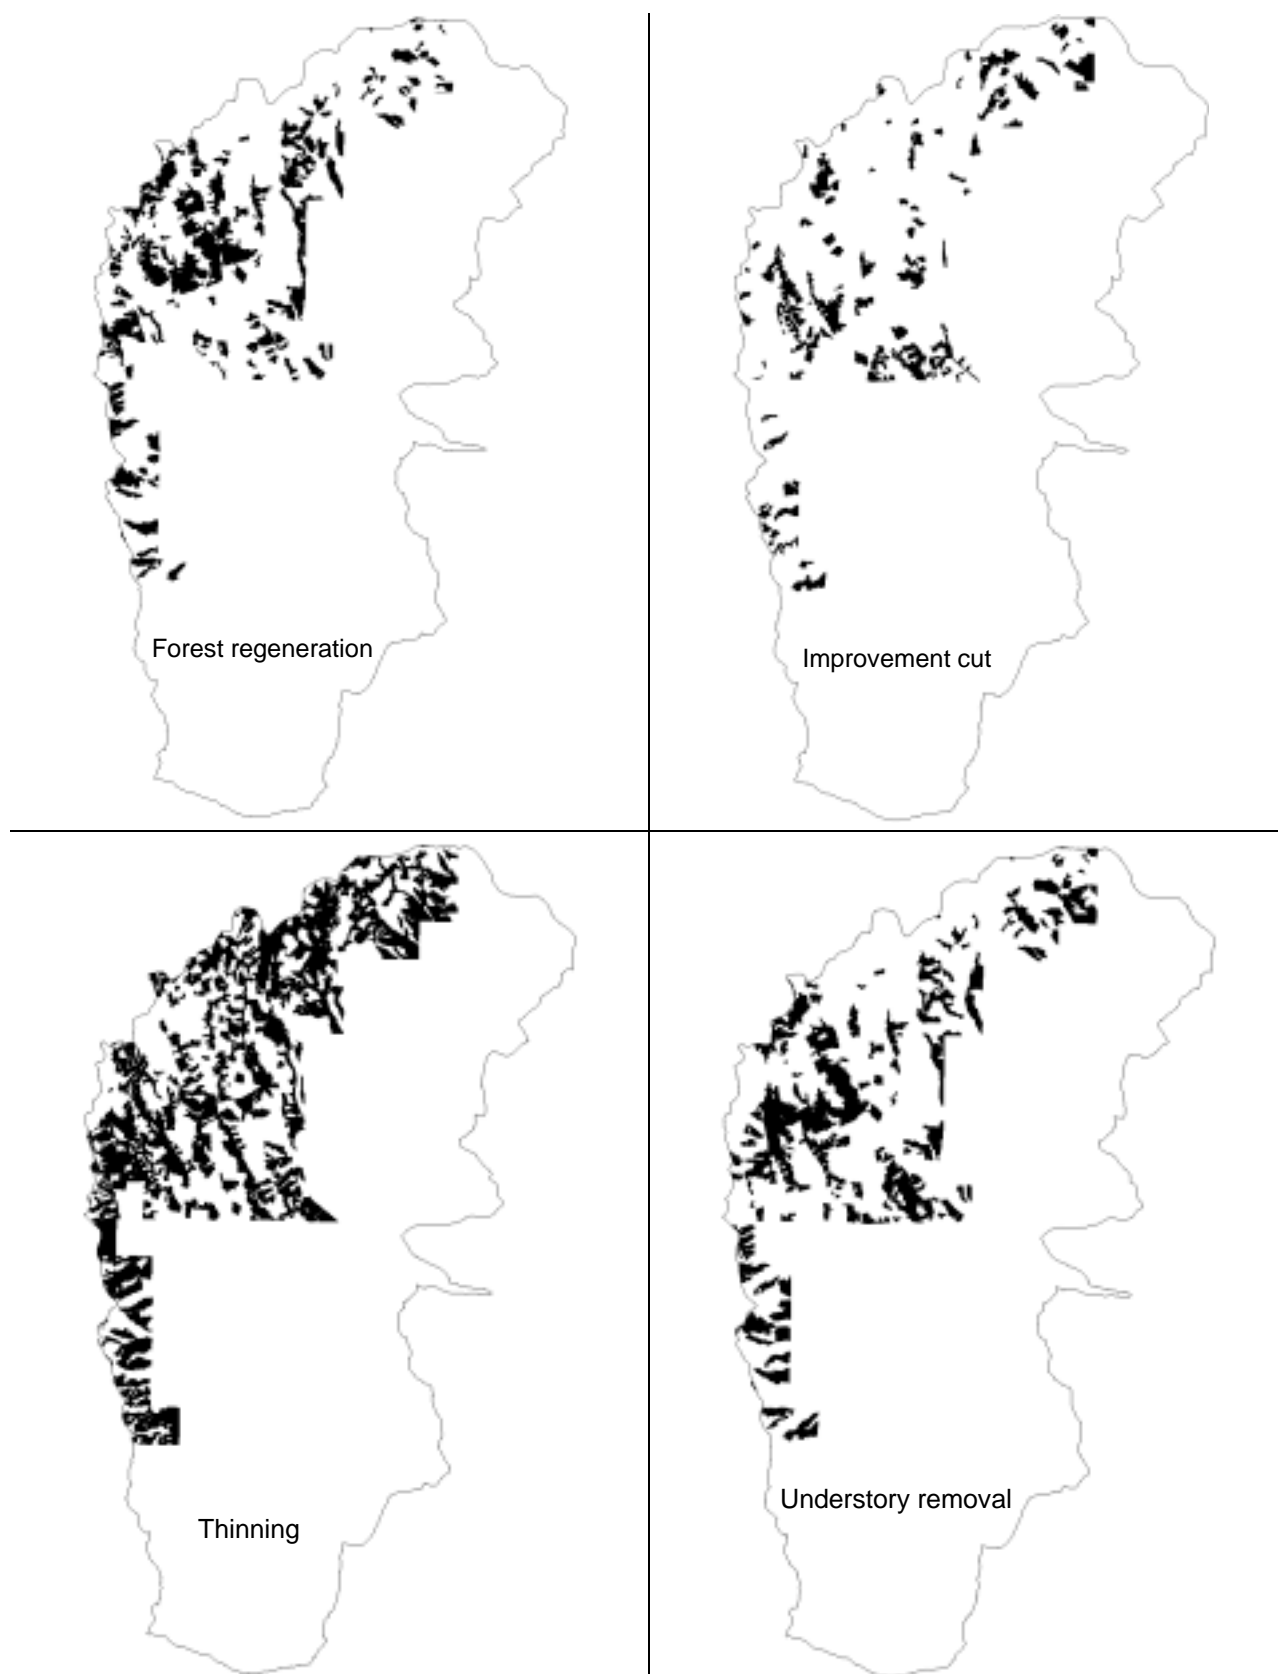 Forest regeneration
Improvement cut
Thinning
Understory removal